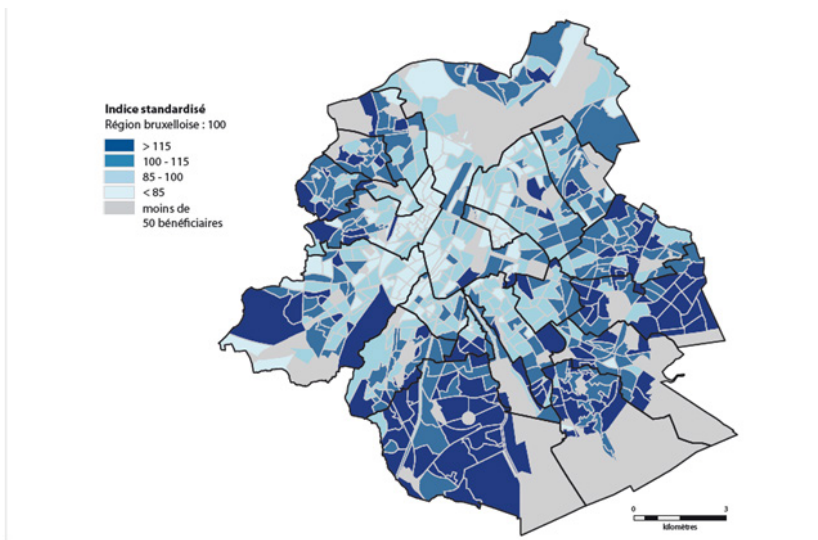 Indice standardisé
Région bruxelloise : 100
> 115
100 - 115
85 - 100
< 85
moins de
50 bénéficiaires
0 3
kilomètres